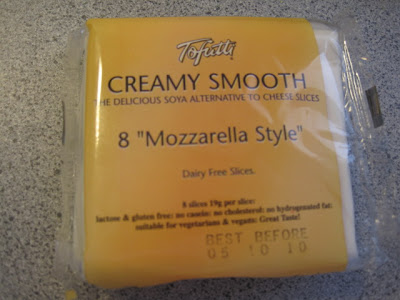 Tofutti
CREAMY SMOOTH
THE DELICIOUS SOYA ALTERNATIVE TO CHEESE SLICES
8 "Mozzarella Style"
Dairy Free Slices.
8 slices 19g per slice:
lactose & gluten free: no casein: no cholesterol: no hydrogenated fat:
suitable for vegetarians & vegans: Great Taste!
BEST BEFORE
05 10 10